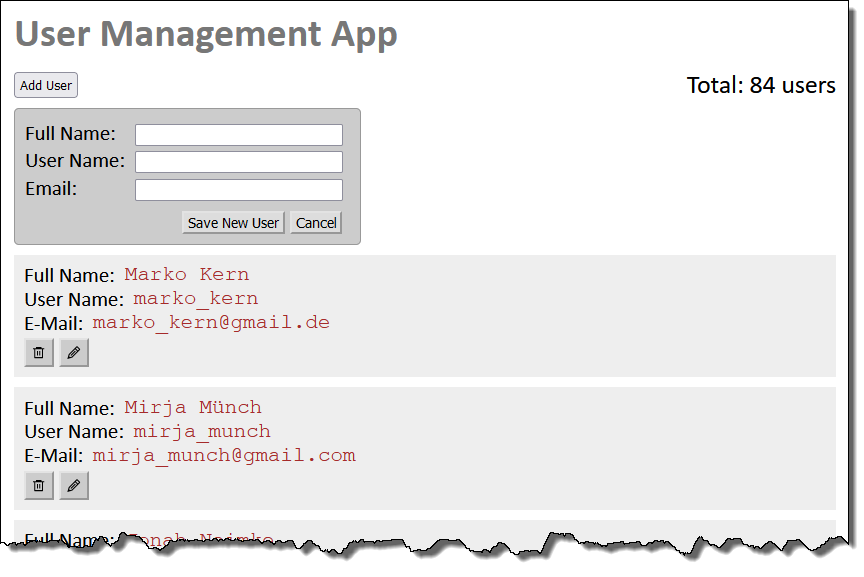 User Management App
Add User
Total: 84 users
Full Name:
User Name:
Email:
Save New User Cancel
Full Name: Marko Kern
User Name: marko_kern
E-Mail: marko_kern@gmail.de
Full Name: Mirja Münch
User Name: mirja_munch
E-Mail: mirja_munch@gmail.com
Full Name: